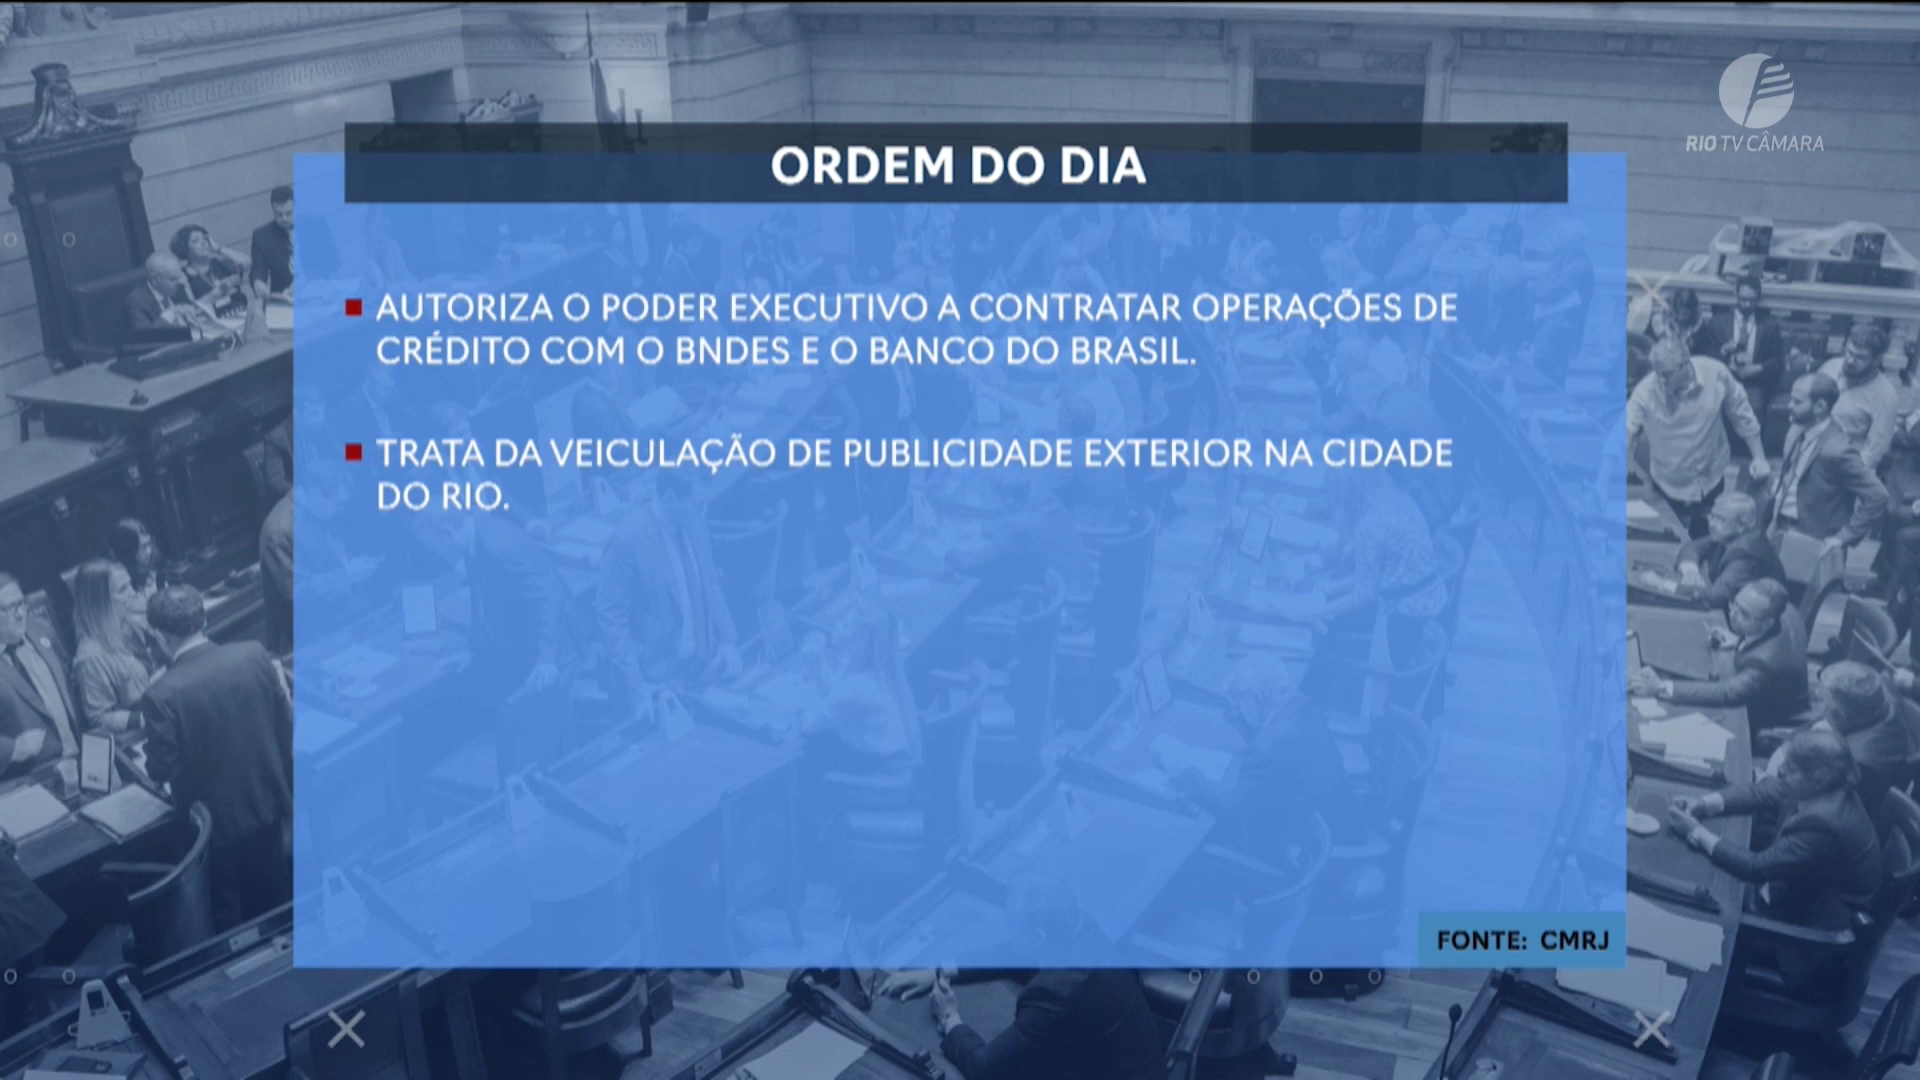 RIO TV CÂMARA
ORDEM DO DIA
AUTORIZA O PODER EXECUTIVO A CONTRATAR OPERAÇÕES DE
CRÉDITO COM O BNDES E O BANCO DO BRASIL.
TRATA DA VEICULAÇÃO DE PUBLICIDADE EXTERIOR NA CIDADE
DO RIO.
FONTE: CMRJ